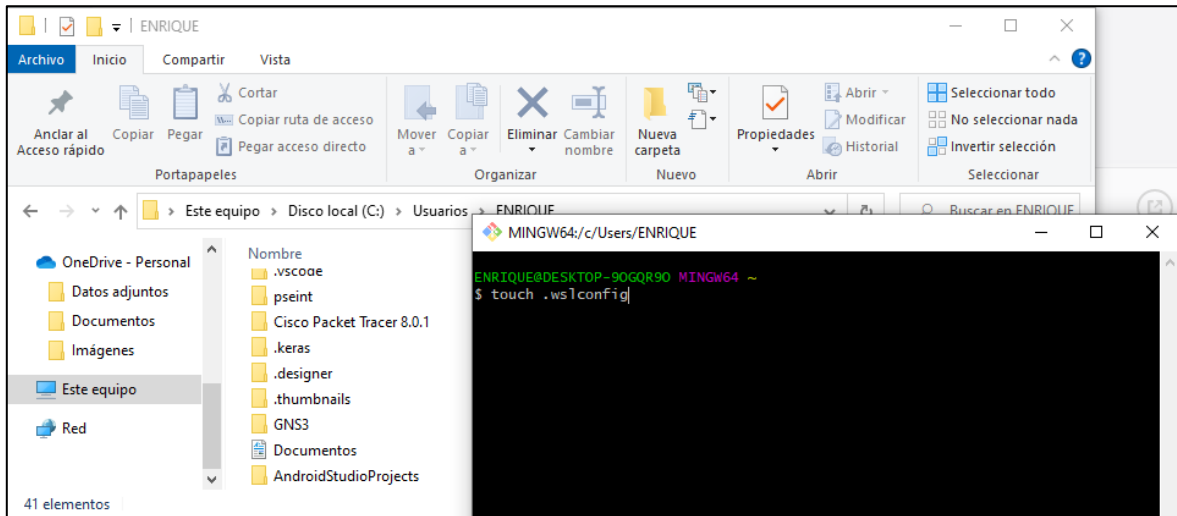 ENRIQUE
Archivo Inicio Compartir Vista
Anclar al
Acceso rápido
Copiar
Pegar
Cortar
Copiar ruta de acceso
Pegar acceso directo
Portapapeles
Mover
a
Copiar
a
Eliminar
Cambiar
nombre
Organizar
Nueva
carpeta
Nuevo
Propiedades
Abrir
Modificar
Historial
Abrir
Seleccionar todo
No seleccionar nada
Invertir selección
Seleccionar
Este equipo > Disco local (C:) > Usuarios > ENRIQUE
Buscar en ENRIQUE
OneDrive - Personal
Datos adjuntos
Documentos
Imágenes
Este equipo
Red
Nombre
.vscode
pseint
Cisco Packet Tracer 8.0.1
.keras
.designer
.thumbnails
GNS3
Documentos
AndroidStudioProjects
41 elementos
MINGW64:/c/Users/ENRIQUE
ENRIQUE@DESKTOP-9OGQR9O MINGW64 ~
$ touch .wslconfig